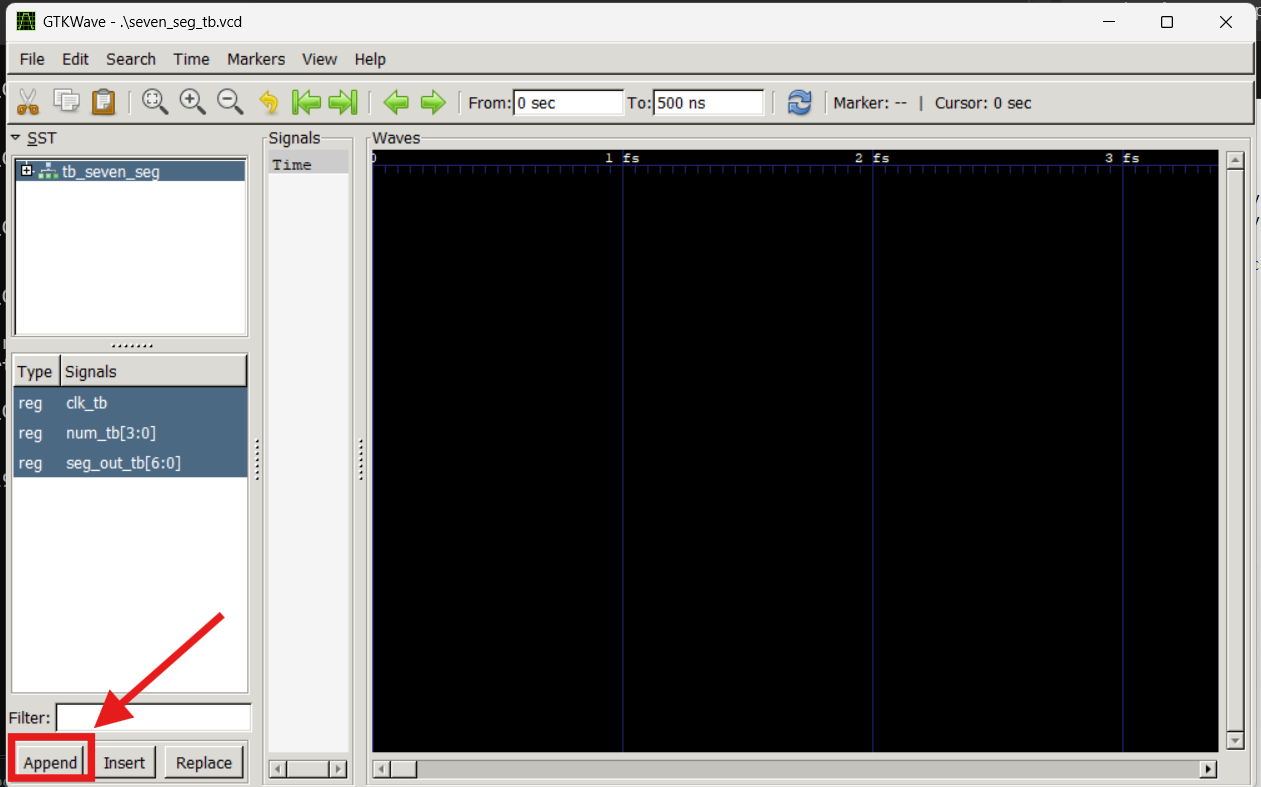 GTKWave - .\seven_seg_tb.vcd
File Edit Search Time Markers View Help
From: 0 sec To: 500 ns Marker: -- | Cursor: 0 sec
SST
tb_seven_seg
Type Signals
reg clk_tb
reg num_tb[3:0]
reg seg_out_tb[6:0]
Filter:
Append Insert Replace
Signals
Time
Waves
0 1 fs 2 fs 3 fs